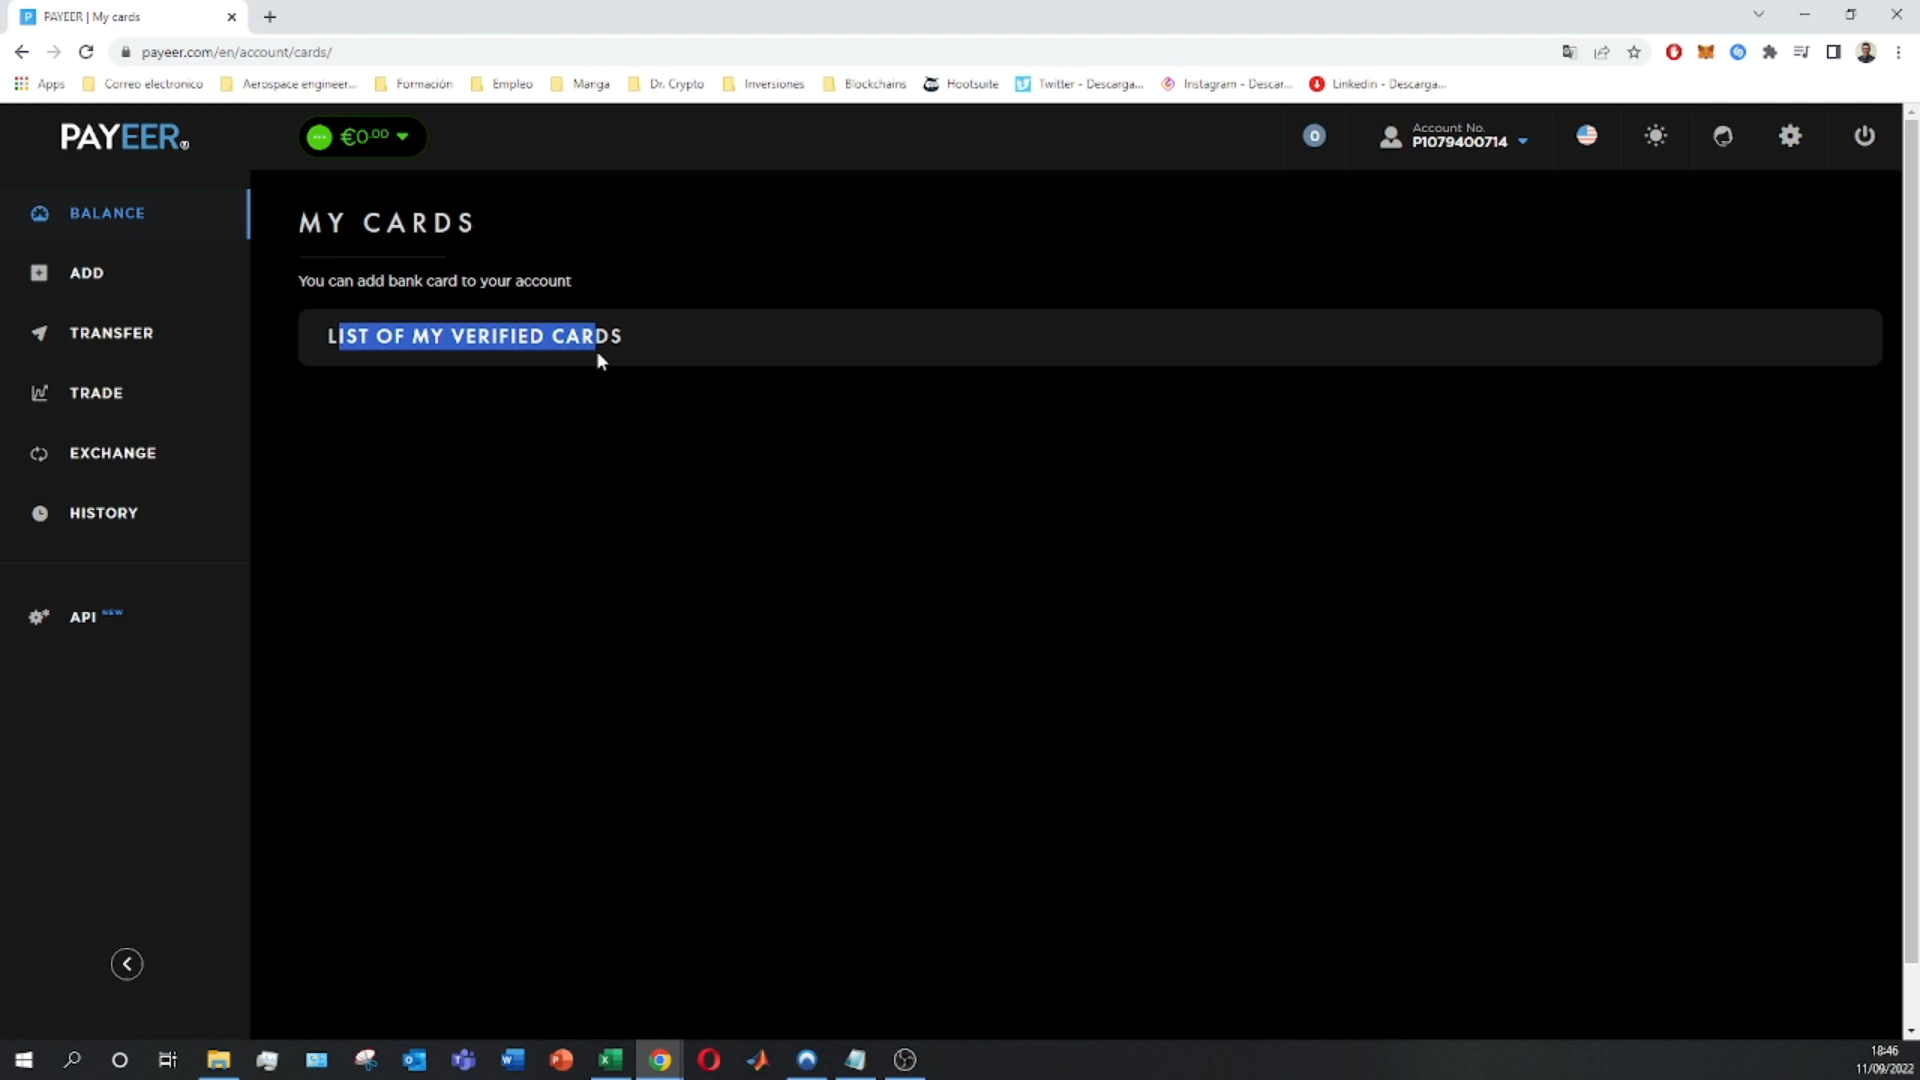 PAYEER | My cards
payeer.com/en/account/cards/
Apps
Correo electronico
Aerospace engineer...
Formación
Empleo
Manga
Dr. Crypto
Inversiones
Blockchains
Hootsuite
Twitter - Descarga...
Instagram - Descar...
Linkedin - Descarga...
PAYEER®
€0.00
0
Account No.
P1079400714
BALANCE
ADD
TRANSFER
TRADE
EXCHANGE
HISTORY
API NEW
MY CARDS
You can add bank card to your account
LIST OF MY VERIFIED CARDS
18:46
11/09/2022